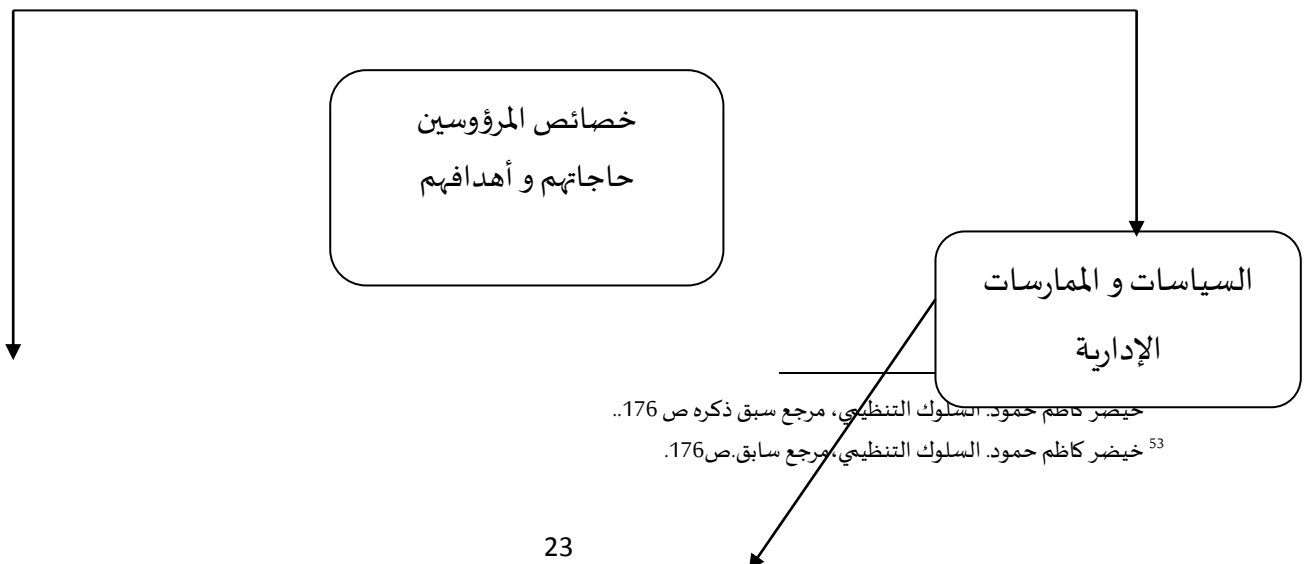 خصائص المرؤوسين
حاجاتهم و أهدافهم
السياسات و الممارسات
الإدارية
خيضر كاظم حمود. السلوك التنظيمي، مرجع سبق ذكره ص 176..
53 خيضر كاظم حمود. السلوك التنظيمي،مرجع سابق.ص176.
23